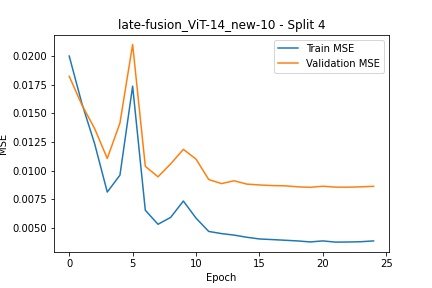 late-fusion_ViT-14_new-10 - Split 4
Train MSE
Validation MSE
0.0200
0.0175
0.0150
0.0125
0.0100
0.0075
0.0050
MSE
0
5
10
15
20
25
Epoch